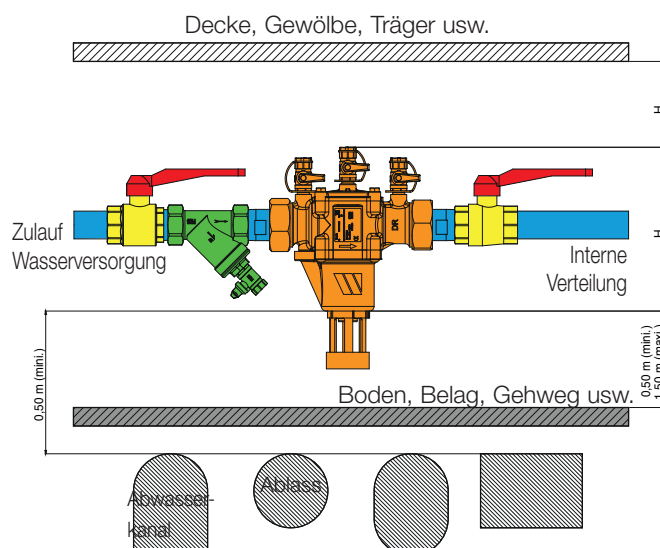 Decke, Gewölbe, Träger usw.
H
Zulauf
Wasserversorgung
DR
H
Interne
Verteilung
0,50 m (mini.)
0,50 m (mini.)
1,50 m (maxi.)
Boden, Belag, Gehweg usw.
Abwasser-
kanal
Ablass